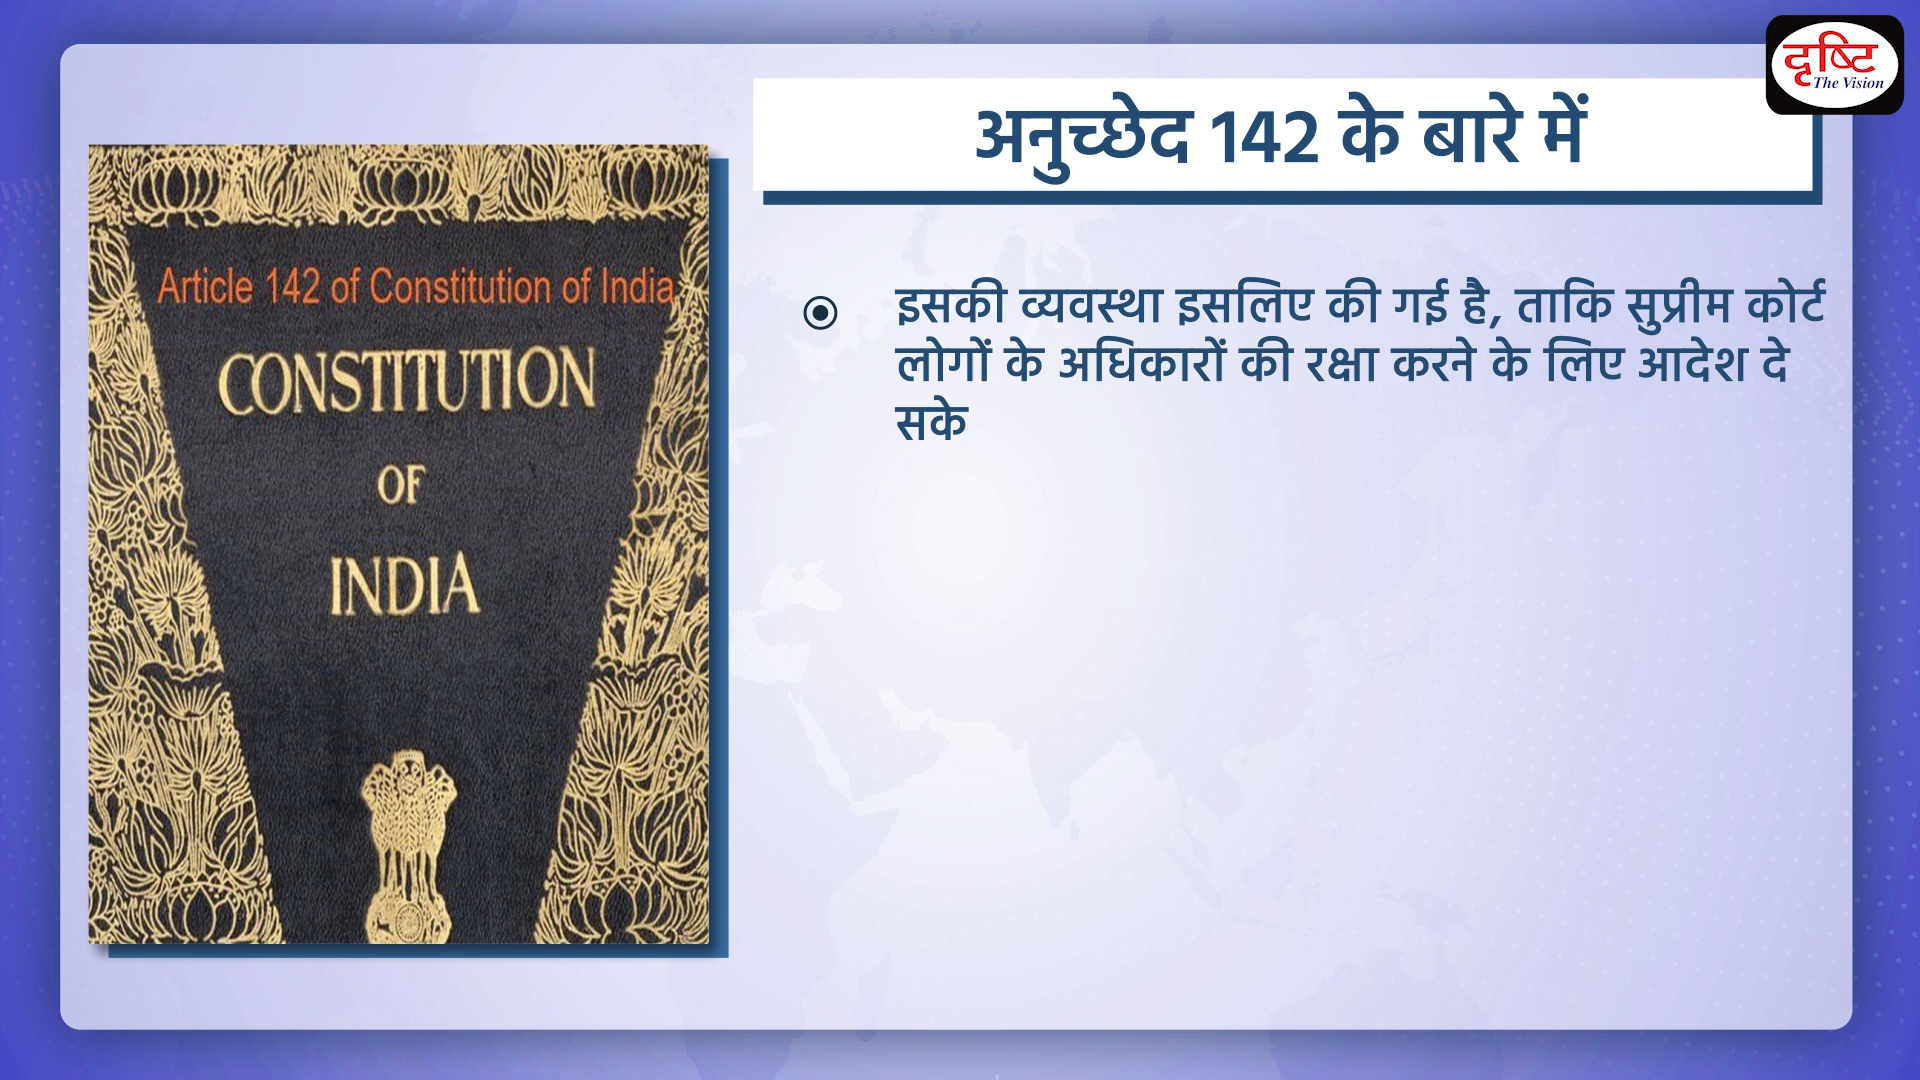 दृष्टि
The Vision
अनुच्छेद 142 के बारे में
Article 142 of Constitution of India
CONSTITUTION
OF
INDIA
इसकी व्यवस्था इसलिए की गई है, ताकि सुप्रीम कोर्ट
लोगों के अधिकारों की रक्षा करने के लिए आदेश दे
सके